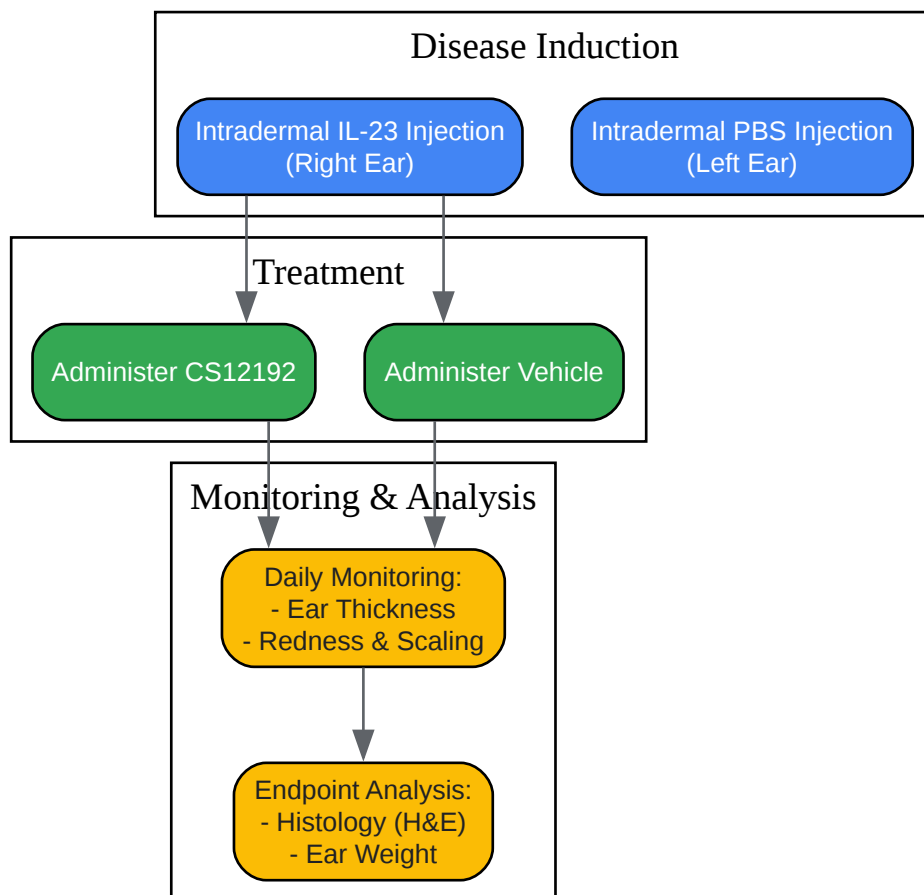 Disease Induction
Intradermal IL-23 Injection
(Right Ear)
Intradermal PBS Injection
(Left Ear)
Treatment
Administer CS12192
Administer Vehicle
Monitoring & Analysis
Daily Monitoring:
- Ear Thickness
- Redness & Scaling
Endpoint Analysis:
- Histology (H&E)
- Ear Weight